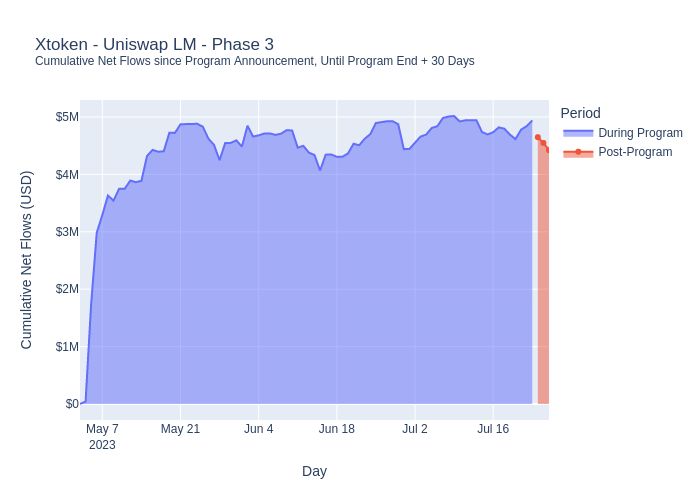 Xtoken - Uniswap LM - Phase 3
Cumulative Net Flows since Program Announcement, Until Program End + 30 Days
Period
During Program
Post-Program
Cumulative Net Flows (USD)
$5M
$4M
$3M
$2M
$1M
$0
May 7
2023
May 21
Jun 4
Jun 18
Jul 2
Jul 16
Day